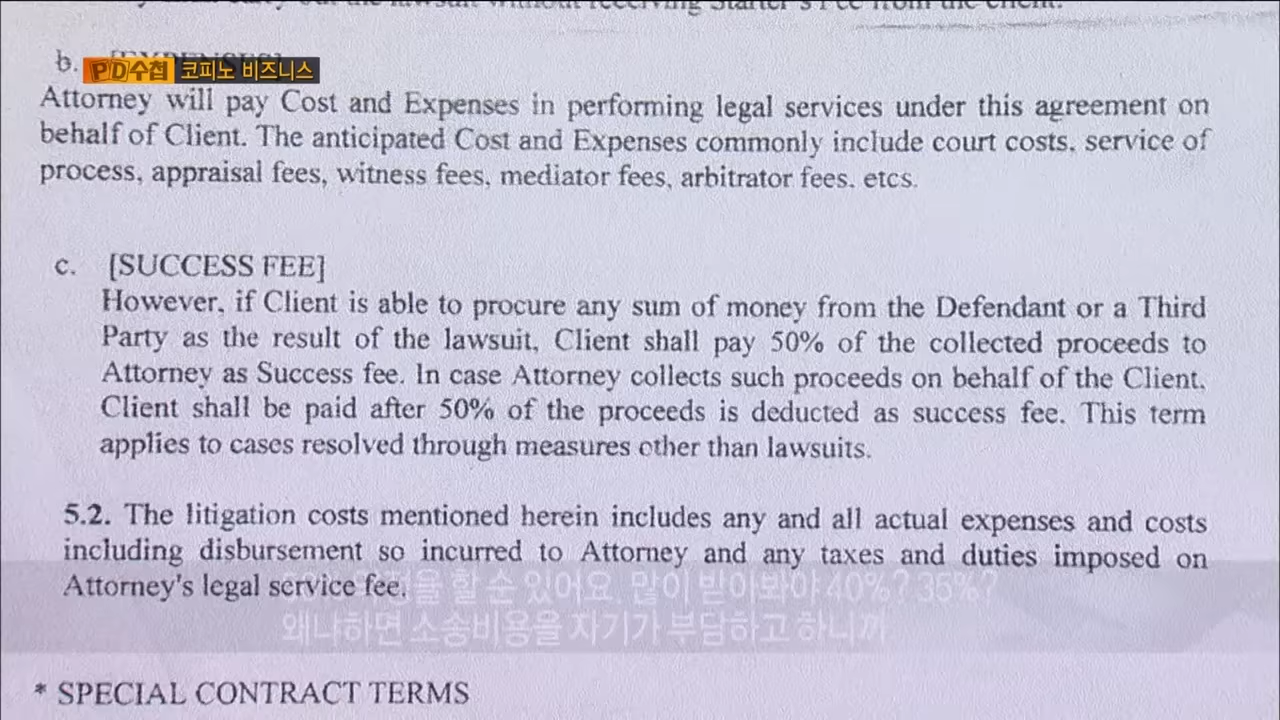 without receiving Starter's Fee from the client.
b. [EXPENSES]
PD수첩 코피노 비즈니스
Attorney will pay Cost and Expenses in performing legal services under this agreement on
behalf of Client. The anticipated Cost and Expenses commonly include court costs, service of
process, appraisal fees, witness fees, mediator fees, arbitrator fees. etcs.
c. [SUCCESS FEE]
However, if Client is able to procure any sum of money from the Defendant or a Third
Party as the result of the lawsuit, Client shall pay 50% of the collected proceeds to
Attorney as Success fee. In case Attorney collects such proceeds on behalf of the Client,
Client shall be paid after 50% of the proceeds is deducted as success fee. This term
applies to cases resolved through measures other than lawsuits.
5.2. The litigation costs mentioned herein includes any and all actual expenses and costs
including disbursement so incurred to Attorney and any taxes and duties imposed on
Attorney's legal service fee.
할 수 있어요 많이 받아봐야 40%? 35%?
왜냐하면 소송비용을 자기가 부담하고 하니까
* SPECIAL CONTRACT TERMS